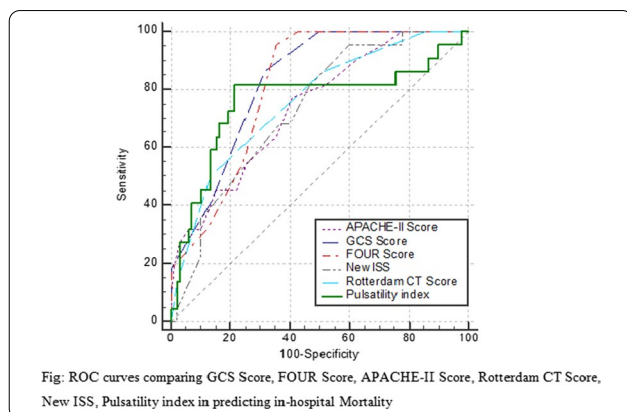 100
80
60
40
20
0
Sensitivity
APACHE-II Score
GCS Score
FOUR Score
New ISS
Rotterdam CT Score
Pulsatility index
0 20 40 60 80 100
100-Specificity
Fig: ROC curves comparing GCS Score, FOUR Score, APACHE-II Score, Rotterdam CT Score,
New ISS, Pulsatility index in predicting in-hospital Mortality